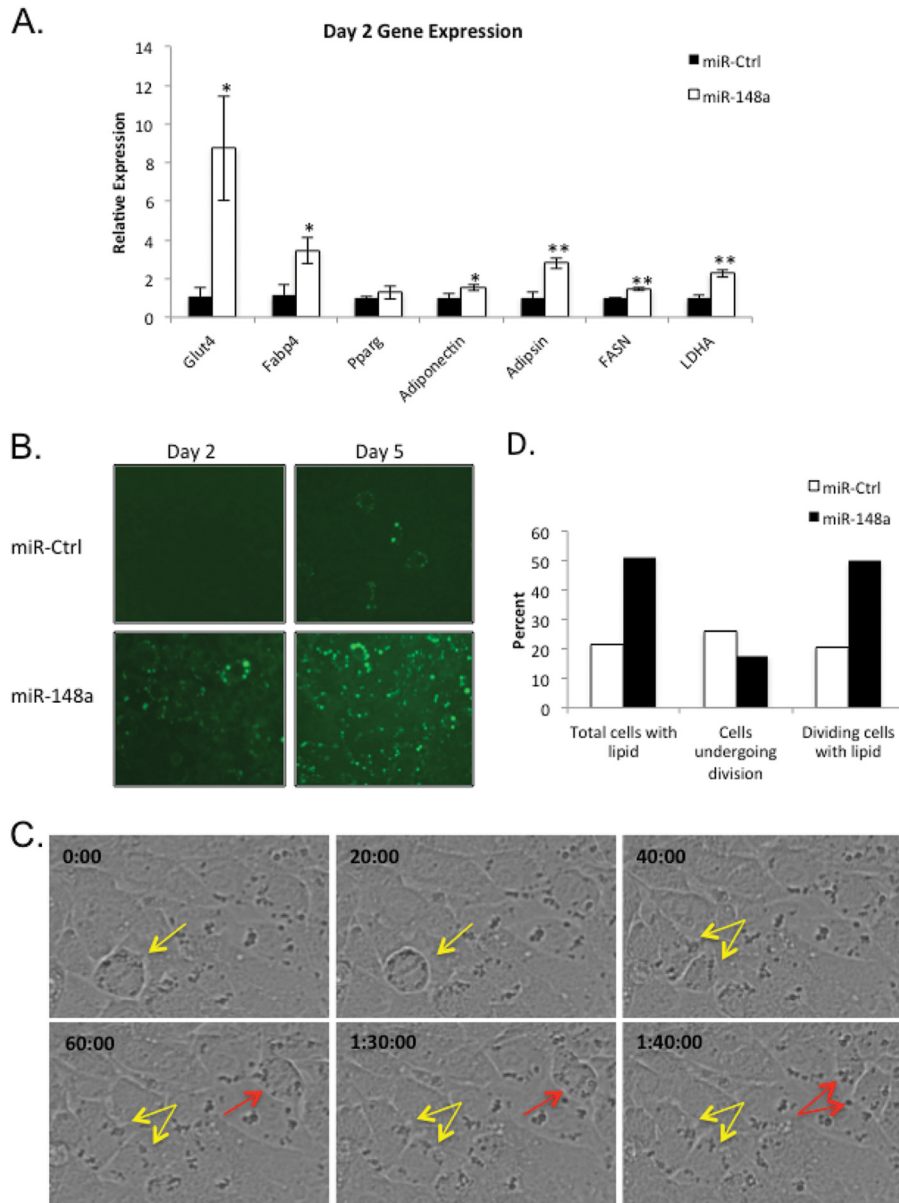 A.
Day 2 Gene Expression
miR-Ctrl
miR-148a
Relative Expression
14
12
10
8
6
4
2
0
*
*
*
**
**
**
Glut4
Fabp4
Pparg
Adiponectin
Adipsin
FASN
LDHA
B.
Day 2
Day 5
miR-Ctrl
miR-148a
D.
miR-Ctrl
miR-148a
Percent
60
50
40
30
20
10
0
Total cells with lipid
Cells undergoing division
Dividing cells with lipid
C.
0:00
20:00
40:00
60:00
1:30:00
1:40:00